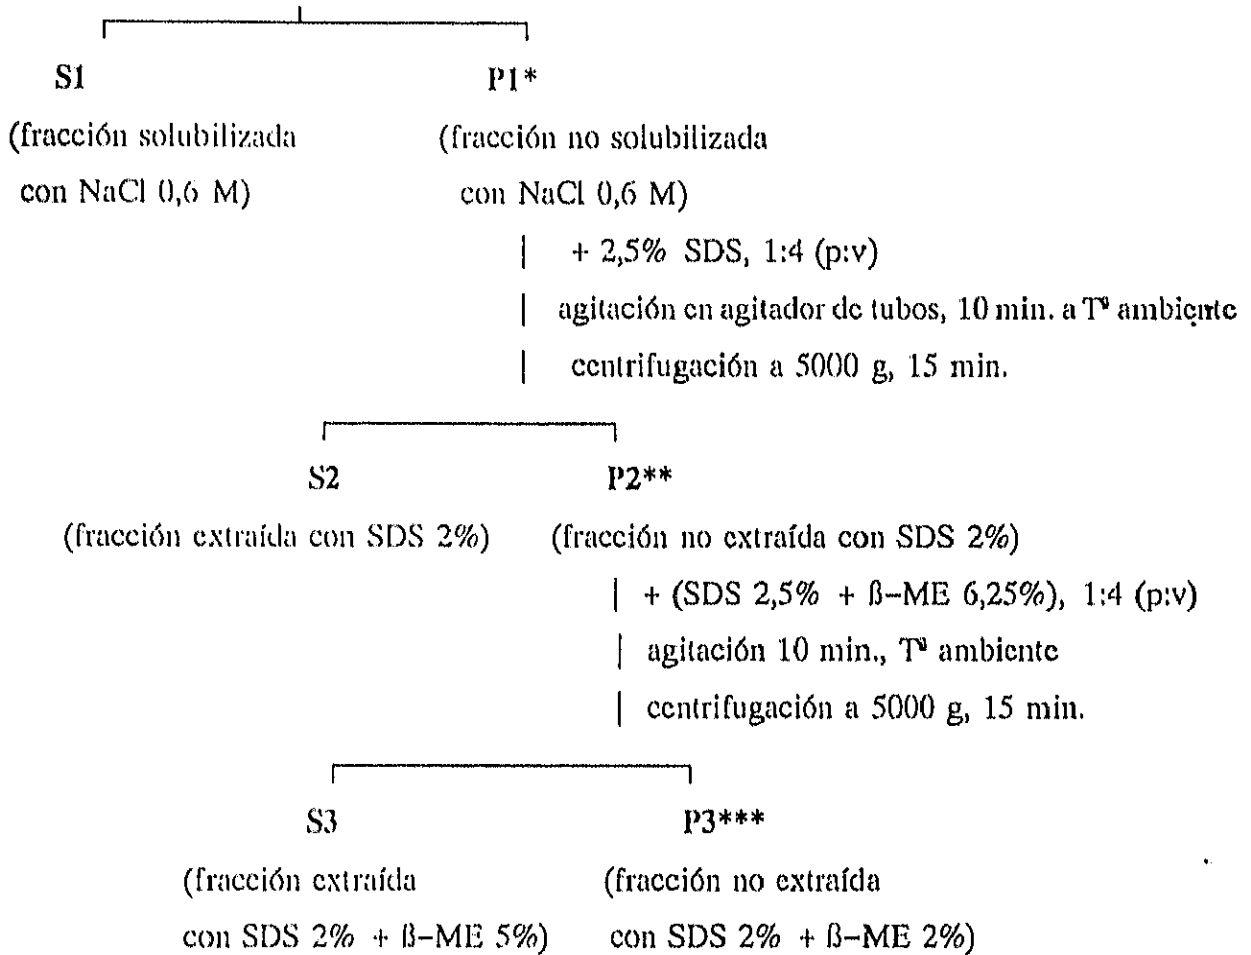 S1 P1*
(fracción solubilizada (fracción no solubilizada
con NaCl 0,6 M) con NaCl 0,6 M)
| + 2,5% SDS, 1:4 (p:v)
| agitación en agitador de tubos, 10 min. a Tª ambiente
| centrifugación a 5000 g, 15 min.
S2 P2**
(fracción extraída con SDS 2%) (fracción no extraída con SDS 2%)
| + (SDS 2,5% + ß-ME 6,25%), 1:4 (p:v)
| agitación 10 min., Tª ambiente
| centrifugación a 5000 g, 15 min.
S3 P3***
(fracción extraída (fracción no extraída
con SDS 2% + ß-ME 5%) con SDS 2% + ß-ME 2%)